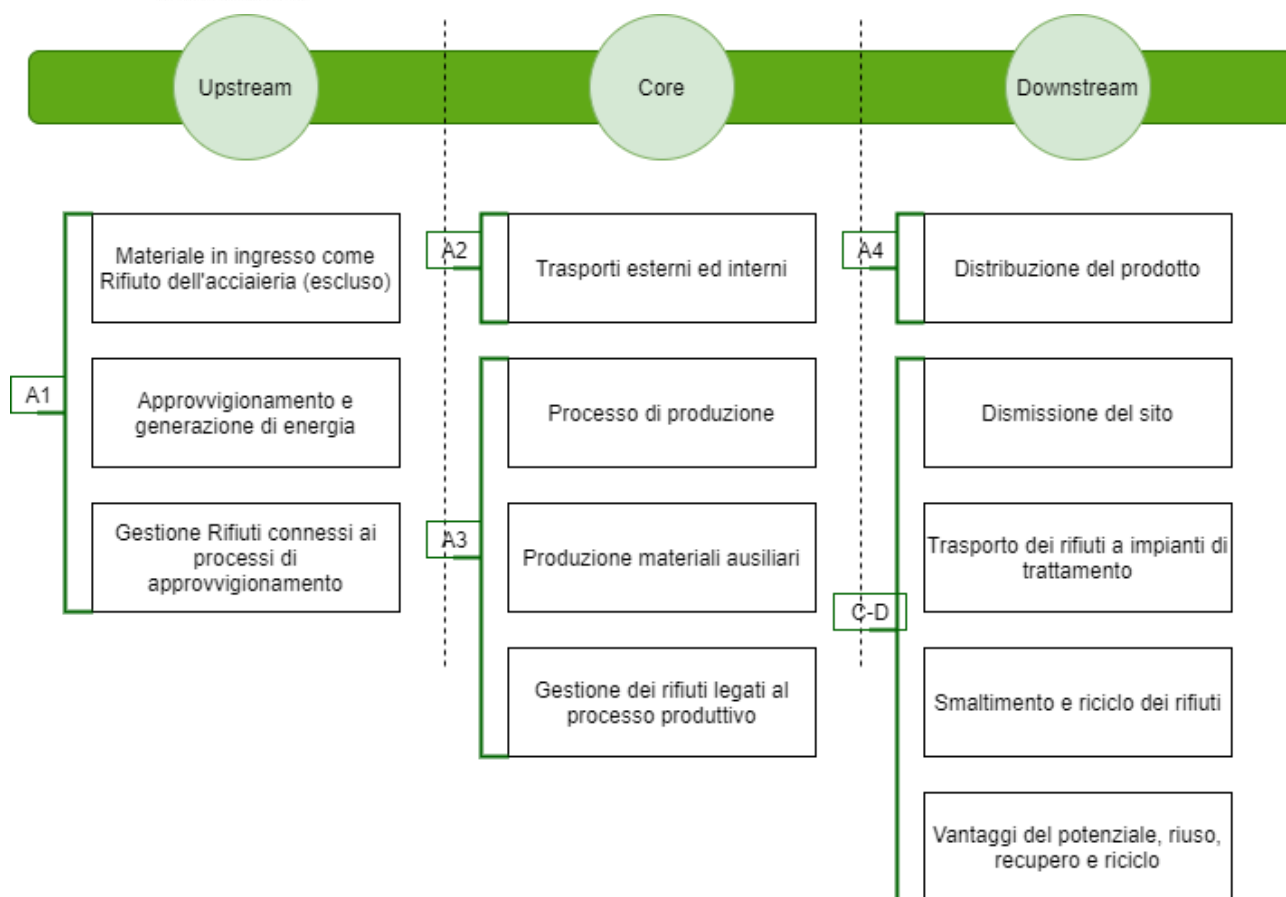 Upstream
Core
Downstream
A1
Materiale in ingresso come
Rifiuto dell'acciaieria (escluso)
Approvvigionamento e
generazione di energia
Gestione Rifiuti connessi ai
processi di
approvvigionamento
A2
Trasporti esterni ed interni
A3
Processo di produzione
Produzione materiali ausiliari
Gestione dei rifiuti legati al
processo produttivo
A4
Distribuzione del prodotto
C-D
Dismissione del sito
Trasporto dei rifiuti a impianti di
trattamento
Smaltimento e riciclo dei rifiuti
Vantaggi del potenziale, riuso,
recupero e riciclo